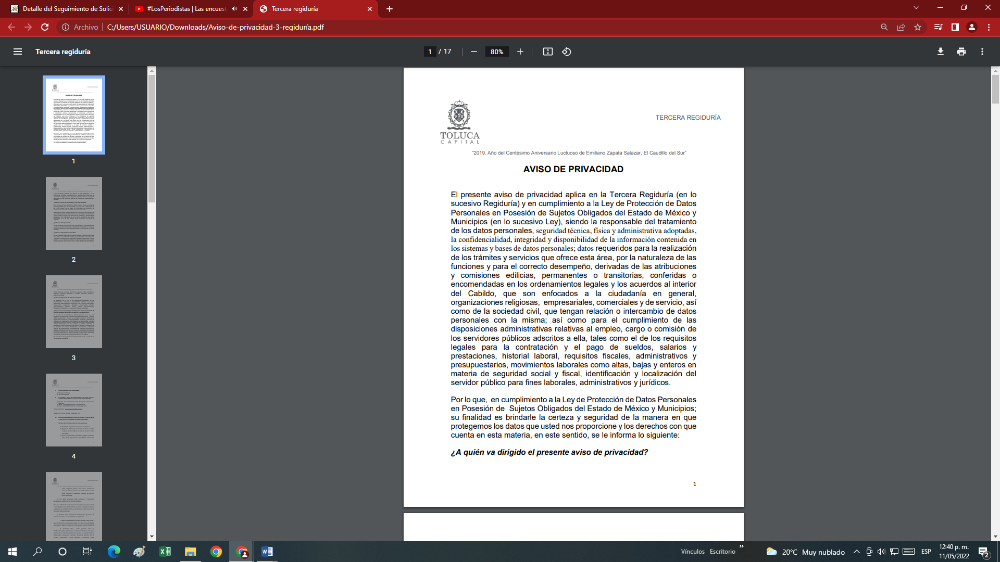 Detalle del Seguimiento de Solici
#LosPeriodistas | Las encuest
Tercera regiduría
Archivo
C:/Users/USUARIO/Downloads/Aviso-de-privacidad-3-regiduría.pdf
Tercera regiduría
1 / 17
80%
1
2
3
4
TOLUCA
CAPITAL
TERCERA REGIDURÍA
“2019. Año del Centésimo Aniversario Luctuoso de Emiliano Zapata Salazar, El Caudillo del Sur”
AVISO DE PRIVACIDAD
El presente aviso de privacidad aplica en la Tercera Regiduría (en lo
sucesivo Regiduría) y en cumplimiento a la Ley de Protección de Datos
Personales en Posesión de Sujetos Obligados del Estado de México y
Municipios (en lo sucesivo Ley), siendo la responsable del tratamiento
de los datos personales, seguridad técnica, física y administrativa adoptadas,
la confidencialidad, integridad y disponibilidad de la información contenida en
los sistemas y bases de datos personales; datos requeridos para la realización
de los trámites y servicios que ofrece esta área, por la naturaleza de las
funciones y para el correcto desempeño, derivadas de las atribuciones
y comisiones edilicias, permanentes o transitorias, conferidas o
encomendadas en los ordenamientos legales y los acuerdos al interior
del Cabildo, que son enfocados a la ciudadanía en general,
organizaciones religiosas, empresariales, comerciales y de servicio, así
como de la sociedad civil, que tengan relación o intercambio de datos
personales con la misma; así como para el cumplimiento de las
disposiciones administrativas relativas al empleo, cargo o comisión de
los servidores públicos adscritos a ella, tales como el de los requisitos
legales para la contratación y el pago de sueldos, salarios y
prestaciones, historial laboral, requisitos fiscales, administrativos y
presupuestarios, movimientos laborales como altas, bajas y enteros en
materia de seguridad social y fiscal, identificación y localización del
servidor público para fines laborales, administrativos y jurídicos.
Por lo que, en cumplimiento a la Ley de Protección de Datos Personales
en Posesión de Sujetos Obligados del Estado de México y Municipios;
su finalidad es brindarle la certeza y seguridad de la manera en que
protegemos los datos que usted nos proporcione y los derechos con que
cuenta en esta materia, en este sentido, se le informa lo siguiente:
¿A quién va dirigido el presente aviso de privacidad?
1
Vínculos Escritorio » 20°C Muy nublado ESP 12:40 p. m.
11/05/2022
2